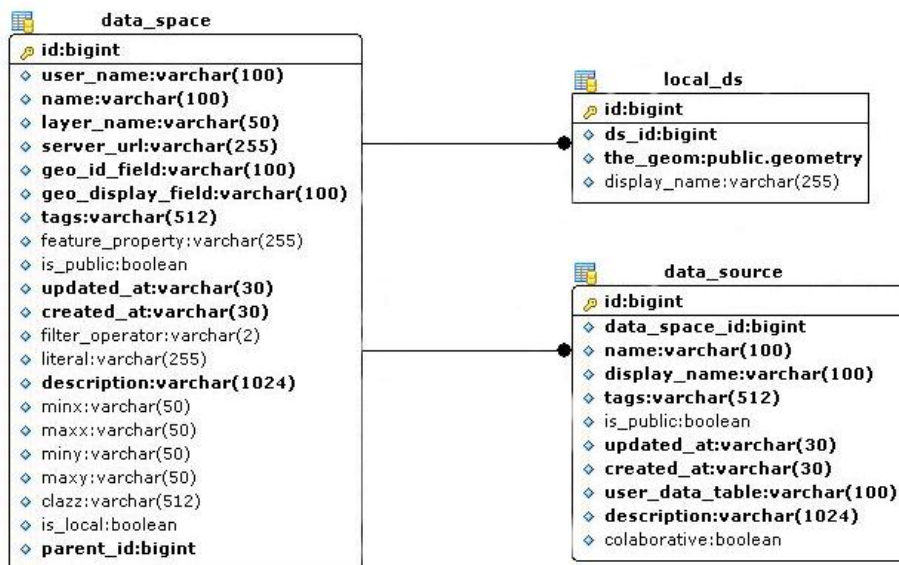 data_space
id:bigint
user_name:varchar(100)
name:varchar(100)
layer_name:varchar(50)
server_url:varchar(255)
geo_id_field:varchar(100)
geo_display_field:varchar(100)
tags:varchar(512)
feature_property:varchar(255)
is_public:boolean
updated_at:varchar(30)
created_at:varchar(30)
filter_operator:varchar(2)
literal:varchar(255)
description:varchar(1024)
minx:varchar(50)
maxx:varchar(50)
miny:varchar(50)
maxy:varchar(50)
clazz:varchar(512)
is_local:boolean
parent_id:bigint
local_ds
id:bigint
ds_id:bigint
the_geom:public.geometry
display_name:varchar(255)
data_source
id:bigint
data_space_id:bigint
name:varchar(100)
display_name:varchar(100)
tags:varchar(512)
is_public:boolean
updated_at:varchar(30)
created_at:varchar(30)
user_data_table:varchar(100)
description:varchar(1024)
colaborative:boolean